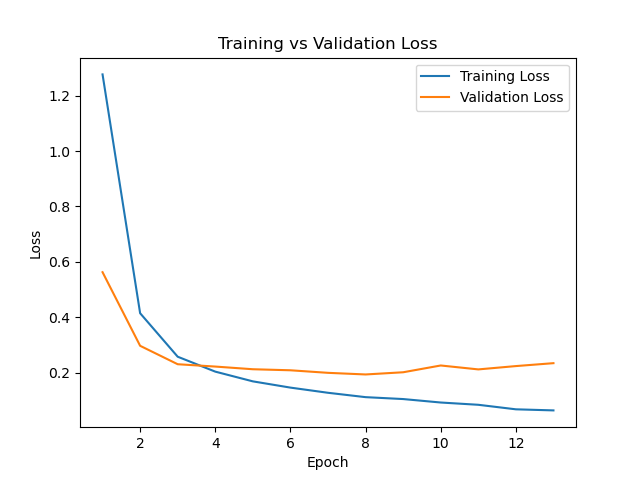 Training vs Validation Loss
Training Loss
Validation Loss
1.2
1.0
0.8
0.6
0.4
0.2
Loss
2 4 6 8 10 12
Epoch